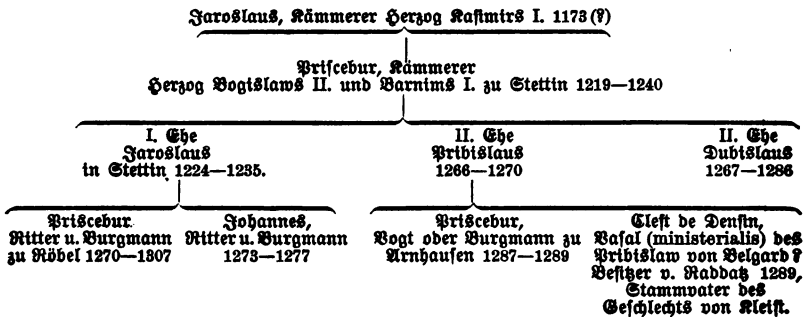 Jaroslaus, Kämmerer Herzog Kasimirs I. 1173 (?)
Priscebur, Kämmerer
Herzog Bogislaws II. und Barnims I. zu Stettin 1219—1240
I. Ehe
Jaroslaus
in Stettin 1224—1235.
II. Ehe
Pribislaus
1266—1270
II. Ehe
Dubislaus
1267—1286
Priscebur
Ritter u. Burgmann
zu Röbel 1270—1307
Johannes,
Ritter u. Burgmann
1273—1277
Priscebur,
Vogt oder Burgmann zu
Arnhausen 1287—1289
Clest de Densin,
Vasal (ministerialis) des
Pribislaw von Belgard?
Besitzer v. Raddatz 1289,
Stammvater des
Geschlechts von Kleist.